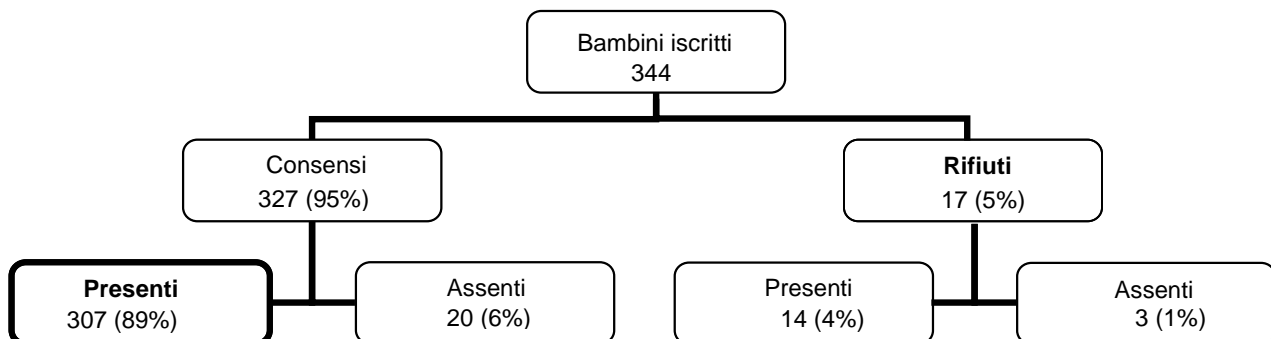 Bambini iscritti
344
Consensi
327 (95%)
Rifiuti
17 (5%)
Presenti
307 (89%)
Assenti
20 (6%)
Presenti
14 (4%)
Assenti
3 (1%)